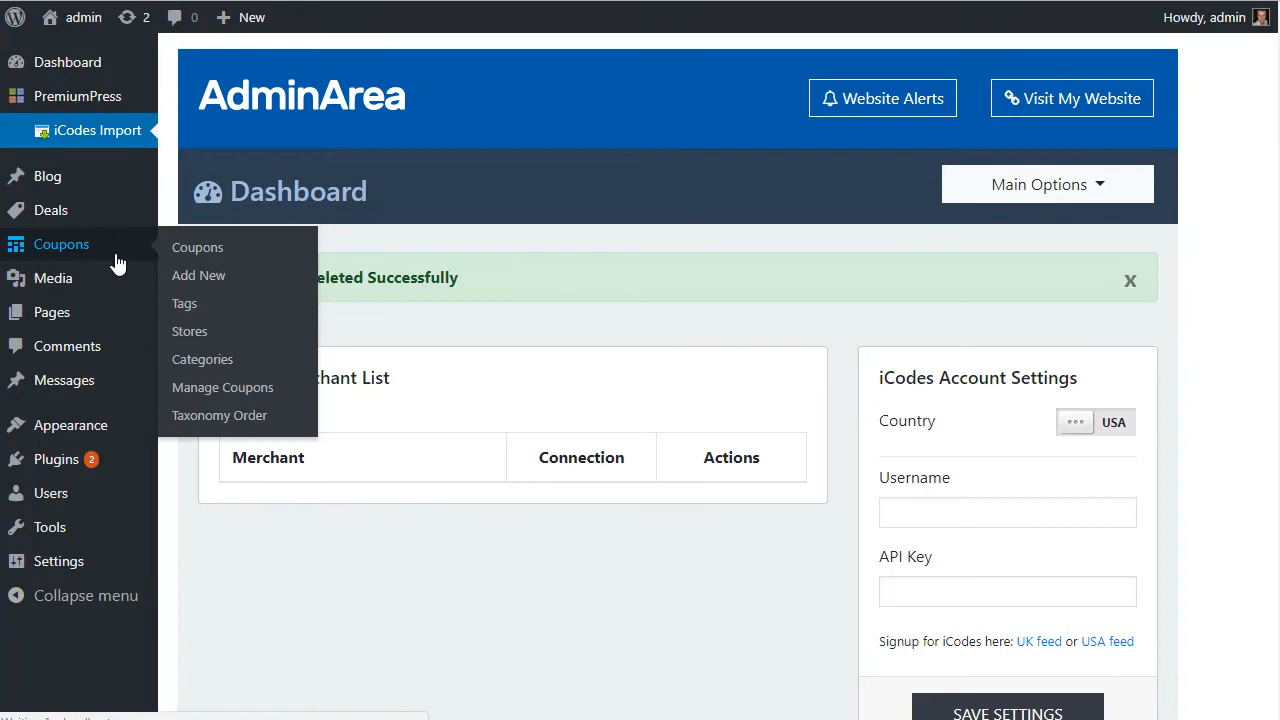 admin
2
0
New
Howdy, admin
Dashboard
PremiumPress
iCodes Import
Blog
Deals
Coupons
Media
Pages
Comments
Messages
Appearance
Plugins 2
Users
Tools
Settings
Collapse menu
Coupons
Add New
Tags
Stores
Categories
Manage Coupons
Taxonomy Order
AdminArea
Website Alerts
Visit My Website
Dashboard
Main Options
eleted Successfully
x
chant List
Merchant Connection Actions
iCodes Account Settings
Country
USA
Username
API Key
Signup for iCodes here: UK feed or USA feed
SAVE SETTINGS